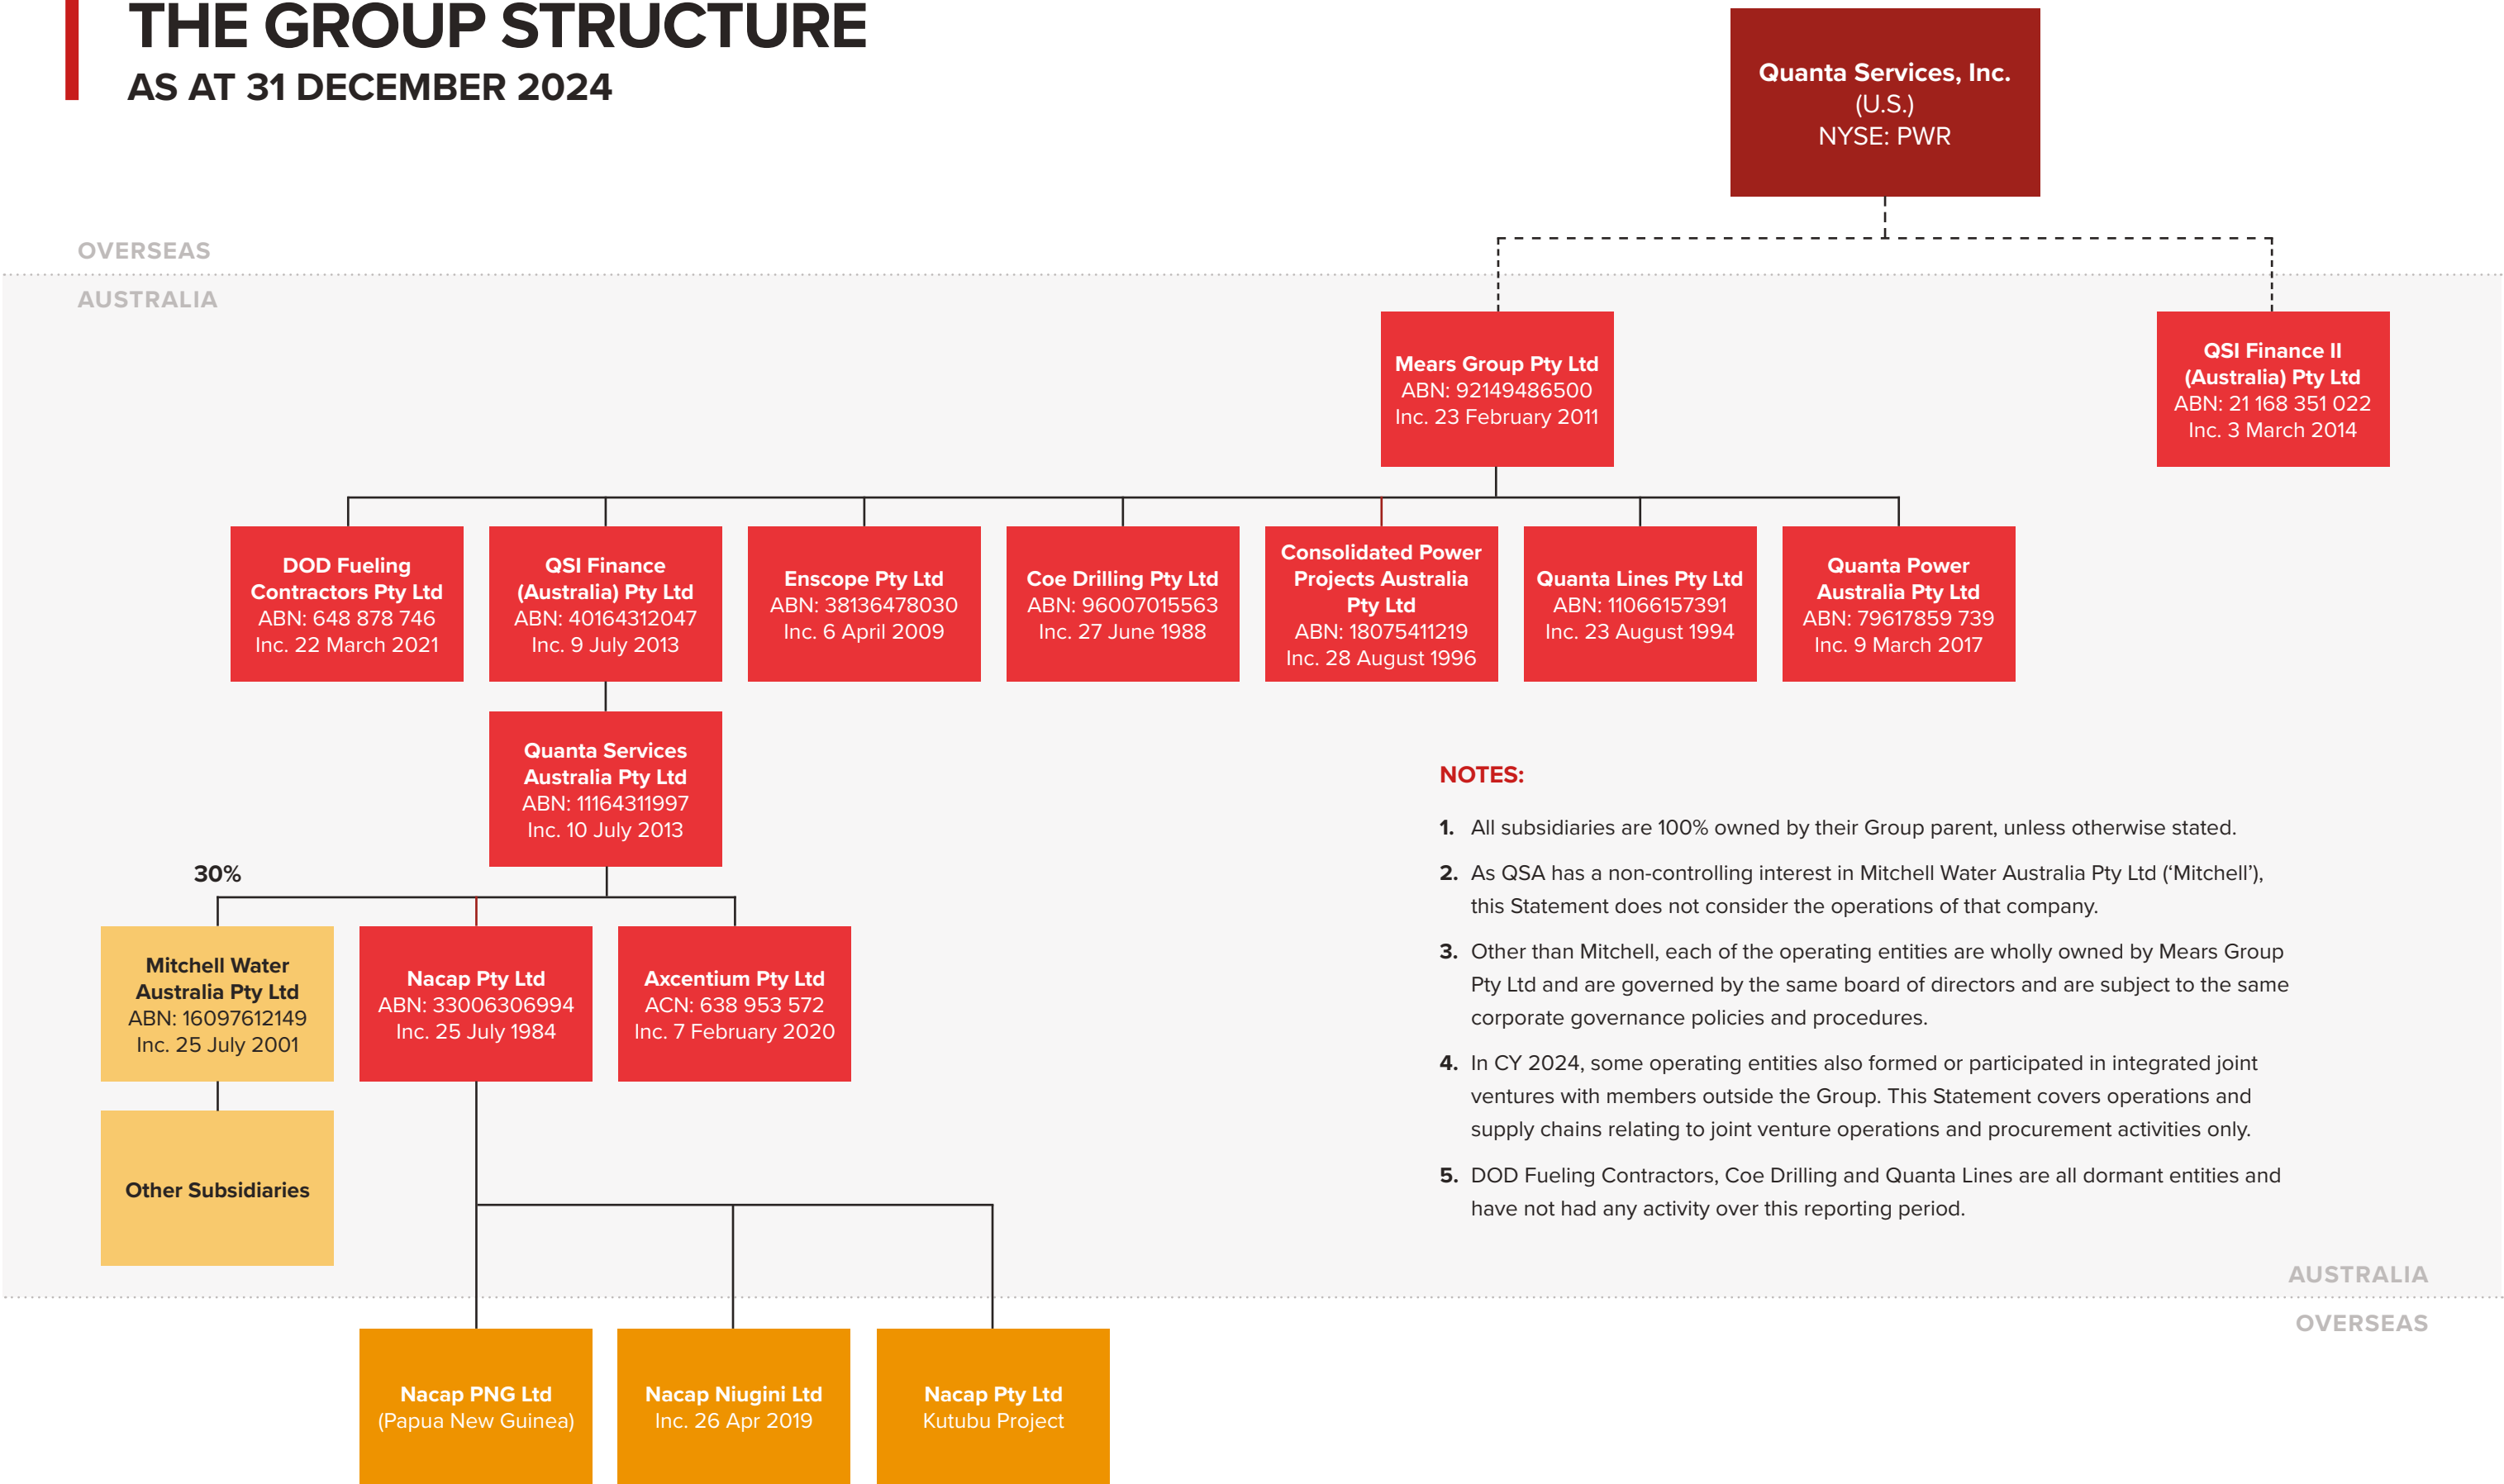 THE GROUP STRUCTURE
AS AT 31 DECEMBER 2024
Quanta Services, Inc.
(U.S.)
NYSE: PWR
OVERSEAS
AUSTRALIA
Mears Group Pty Ltd
ABN: 92149486500
Inc. 23 February 2011
QSI Finance II
(Australia) Pty Ltd
ABN: 21 168 351 022
Inc. 3 March 2014
DOD Fueling
Contractors Pty Ltd
ABN: 648 878 746
Inc. 22 March 2021
QSI Finance
(Australia) Pty Ltd
ABN: 40164312047
Inc. 9 July 2013
Enscope Pty Ltd
ABN: 38136478030
Inc. 6 April 2009
Coe Drilling Pty Ltd
ABN: 96007015563
Inc. 27 June 1988
Consolidated Power
Projects Australia
Pty Ltd
ABN: 18075411219
Inc. 28 August 1996
Quanta Lines Pty Ltd
ABN: 11066157391
Inc. 23 August 1994
Quanta Power
Australia Pty Ltd
ABN: 79617859 739
Inc. 9 March 2017
Quanta Services
Australia Pty Ltd
ABN: 11164311997
Inc. 10 July 2013
30%
Mitchell Water
Australia Pty Ltd
ABN: 16097612149
Inc. 25 July 2001
Nacap Pty Ltd
ABN: 33006306994
Inc. 25 July 1984
Axcentium Pty Ltd
ACN: 638 953 572
Inc. 7 February 2020
Other Subsidiaries
NOTES:
1. All subsidiaries are 100% owned by their Group parent, unless otherwise stated.
2. As QSA has a non-controlling interest in Mitchell Water Australia Pty Ltd (‘Mitchell’),
this Statement does not consider the operations of that company.
3. Other than Mitchell, each of the operating entities are wholly owned by Mears Group
Pty Ltd and are governed by the same board of directors and are subject to the same
corporate governance policies and procedures.
4. In CY 2024, some operating entities also formed or participated in integrated joint
ventures with members outside the Group. This Statement covers operations and
supply chains relating to joint venture operations and procurement activities only.
5. DOD Fueling Contractors, Coe Drilling and Quanta Lines are all dormant entities and
have not had any activity over this reporting period.
AUSTRALIA
OVERSEAS
Nacap PNG Ltd
(Papua New Guinea)
Nacap Niugini Ltd
Inc. 26 Apr 2019
Nacap Pty Ltd
Kutubu Project